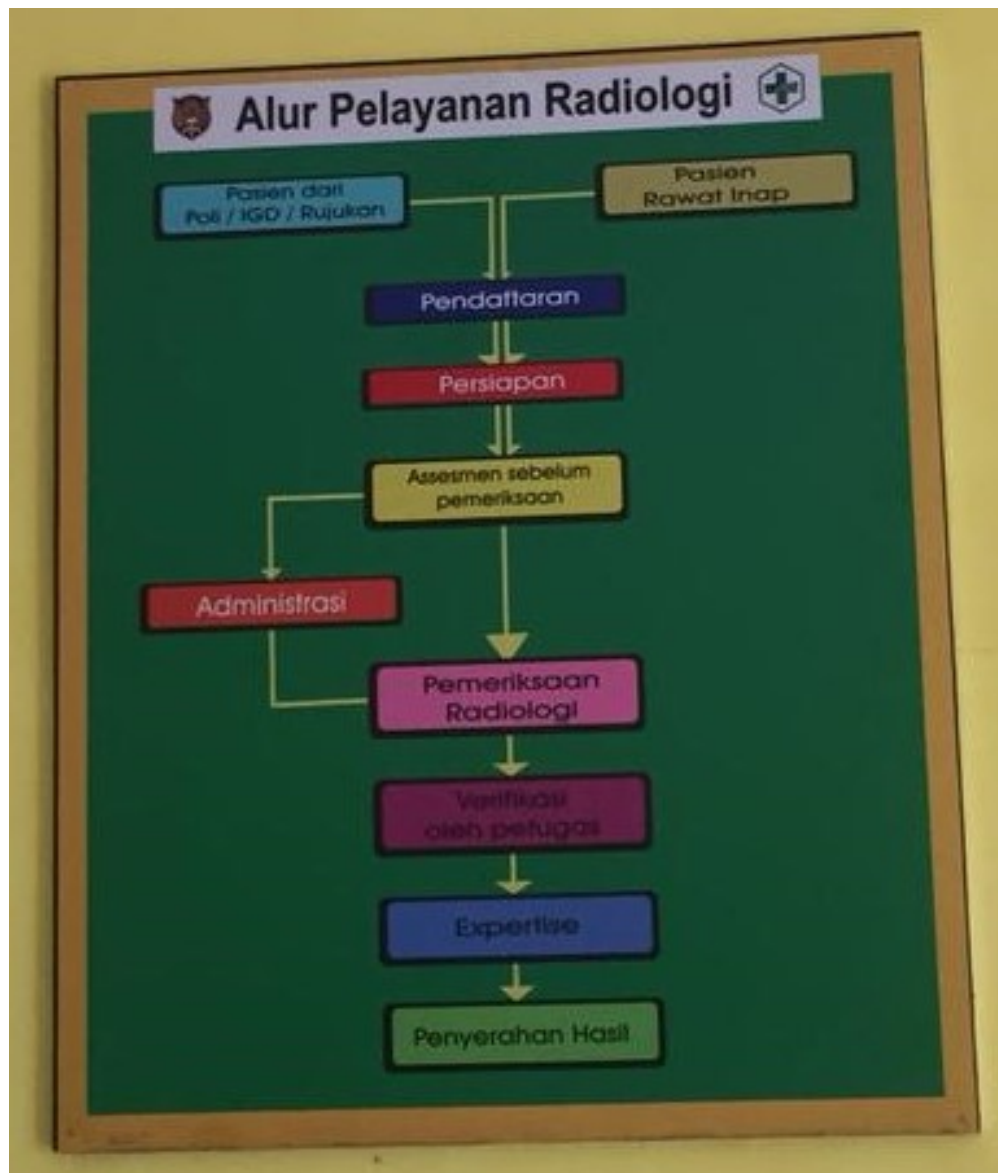 Alur Pelayanan Radiologi
Pasien dari
Poli / IGD / Rujukan
Pasien
Rawat Inap
Pendaftaran
Persiapan
Assesmen sebelum
pemeriksaan
Administrasi
Pemeriksaan
Radiologi
Verifikasi
oleh petugas
Expertise
Penyerahan Hasil